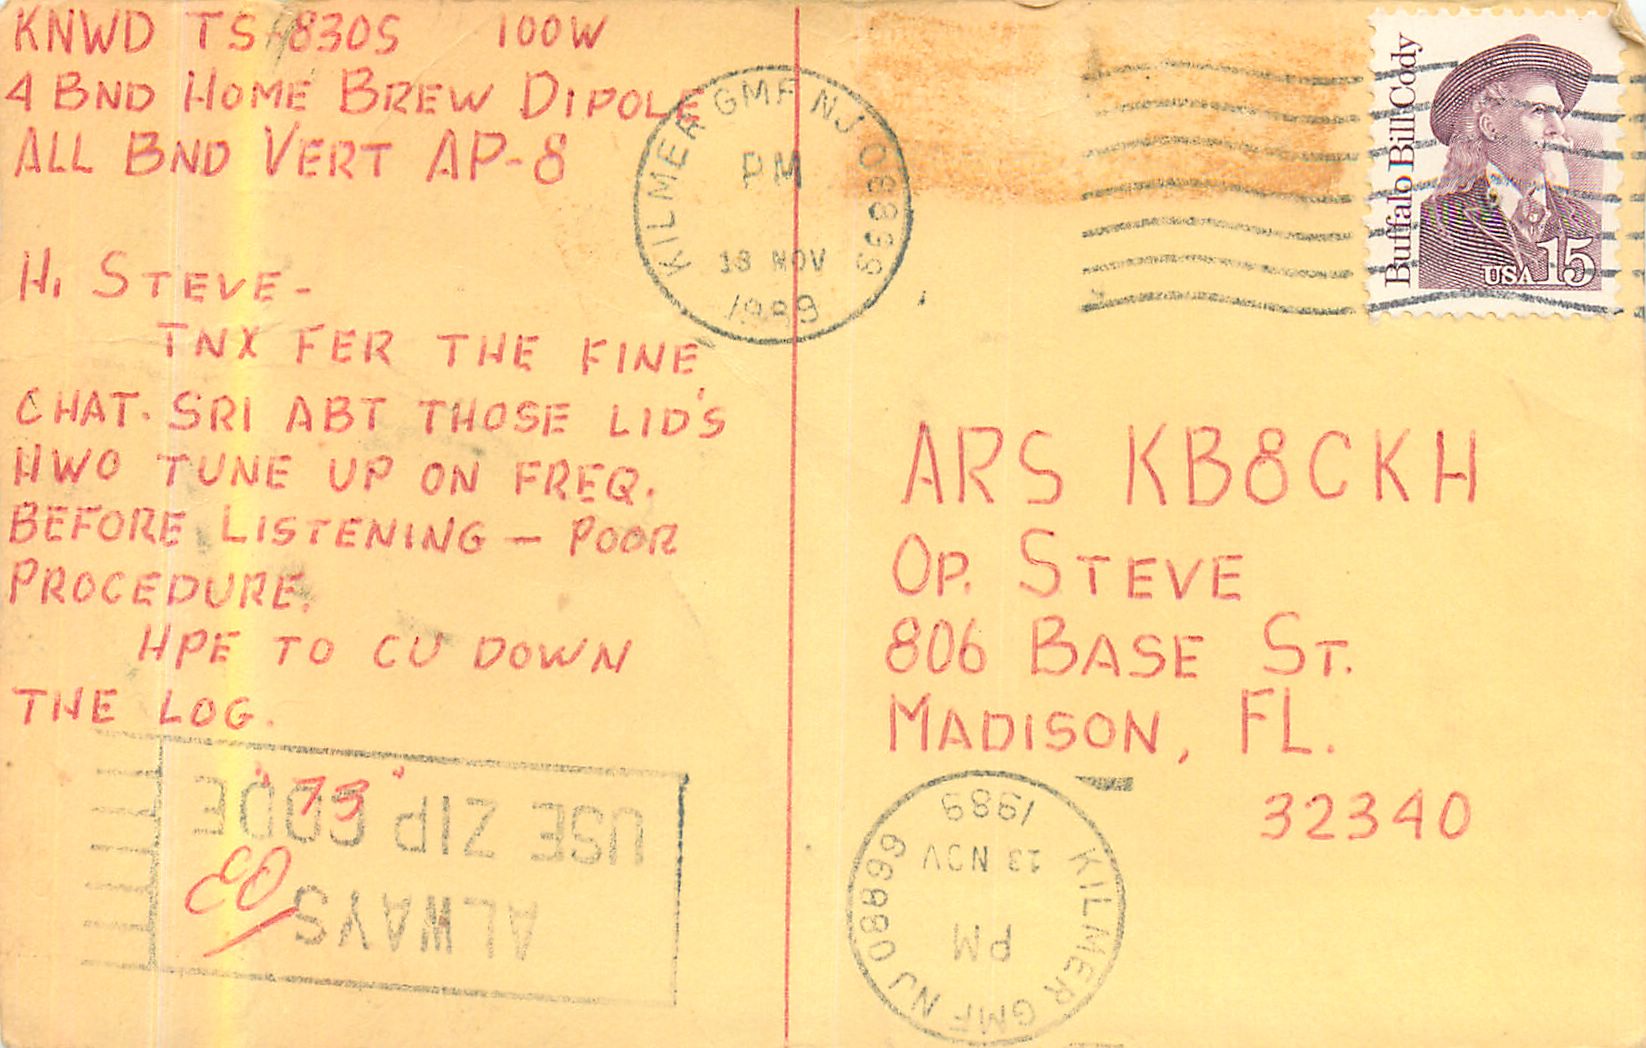 KNWD TS 830S 100W
4 BND HOME BREW DIPOLE
ALL BND VERT AP-8
HI STEVE-
TNX FER THE FINE
CHAT. SRI ABT THOSE LID'S
HWO TUNE UP ON FREQ.
BEFORE LISTENING - POOR
PROCEDURE.
HPE TO CU DOWN
THE LOG.
"73"
ED
KILMER GMF NJ 08899
PM
13 NOV
1989
Buffalo Bill Cody
USA 15
ARS KB8CKH
OP. STEVE
806 BASE ST.
MADISON, FL.
32340
ALWAYS
USE ZIP CODE
KILMER GMF NJ 08899
PM
13 NOV
1989